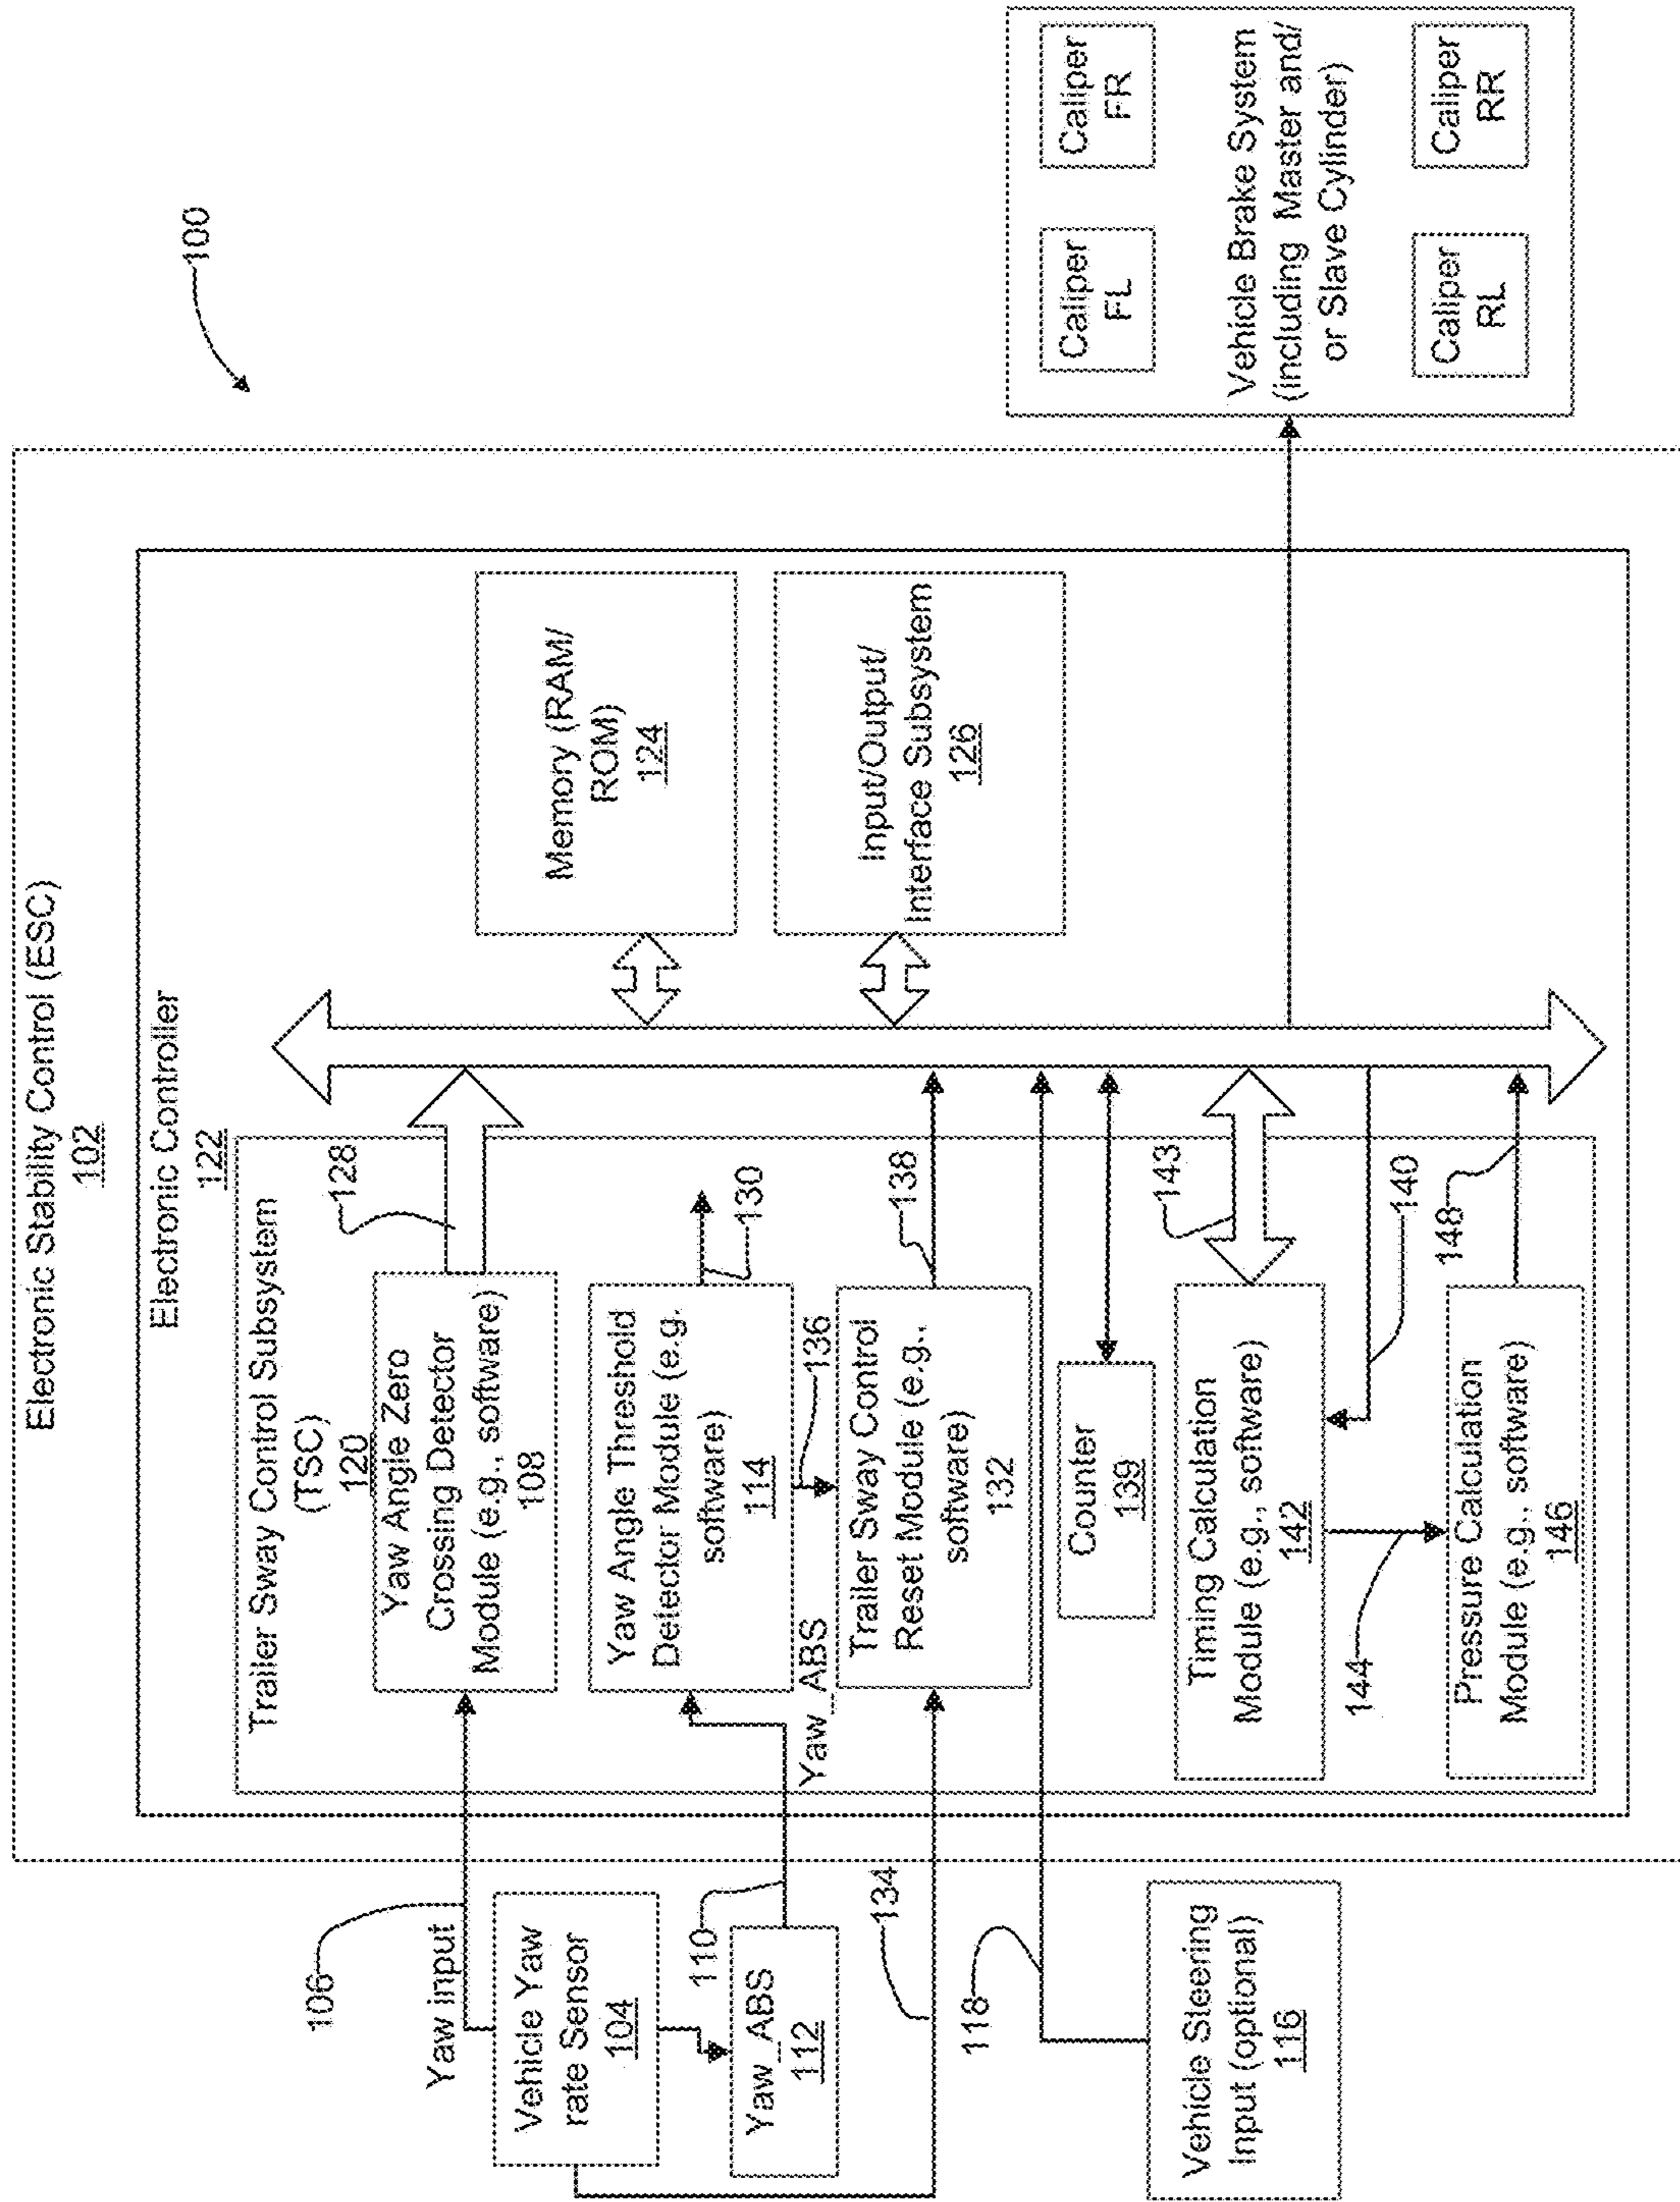 100
Electronic Stability Control (ESC)
102
Electronic Controller
122
Trailer Sway Control Subsystem
(TSC)
120
Yaw Angle Zero
Crossing Detector
Module (e.g., software)
108
128
Yaw Angle Threshold
Detector Module (e.g.
software)
114
130
136
Yaw_ABS
Trailer Sway Control
Reset Module (e.g.,
software)
132
138
Counter
139
Timing Calculation
Module (e.g., software)
142
143
140
144
Pressure Calculation
Module (e.g., software)
146
148
Memory (RAM/
ROM)
124
Input/Output/
Interface Subsystem
126
106
Yaw input
Vehicle Yaw
rate Sensor
104
110
Yaw_ABS
112
134
118
Vehicle Steering
Input (optional)
116
Caliper
FL
Caliper
FR
Vehicle Brake System
(including Master and/
or Slave Cylinder)
Caliper
RL
Caliper
RR